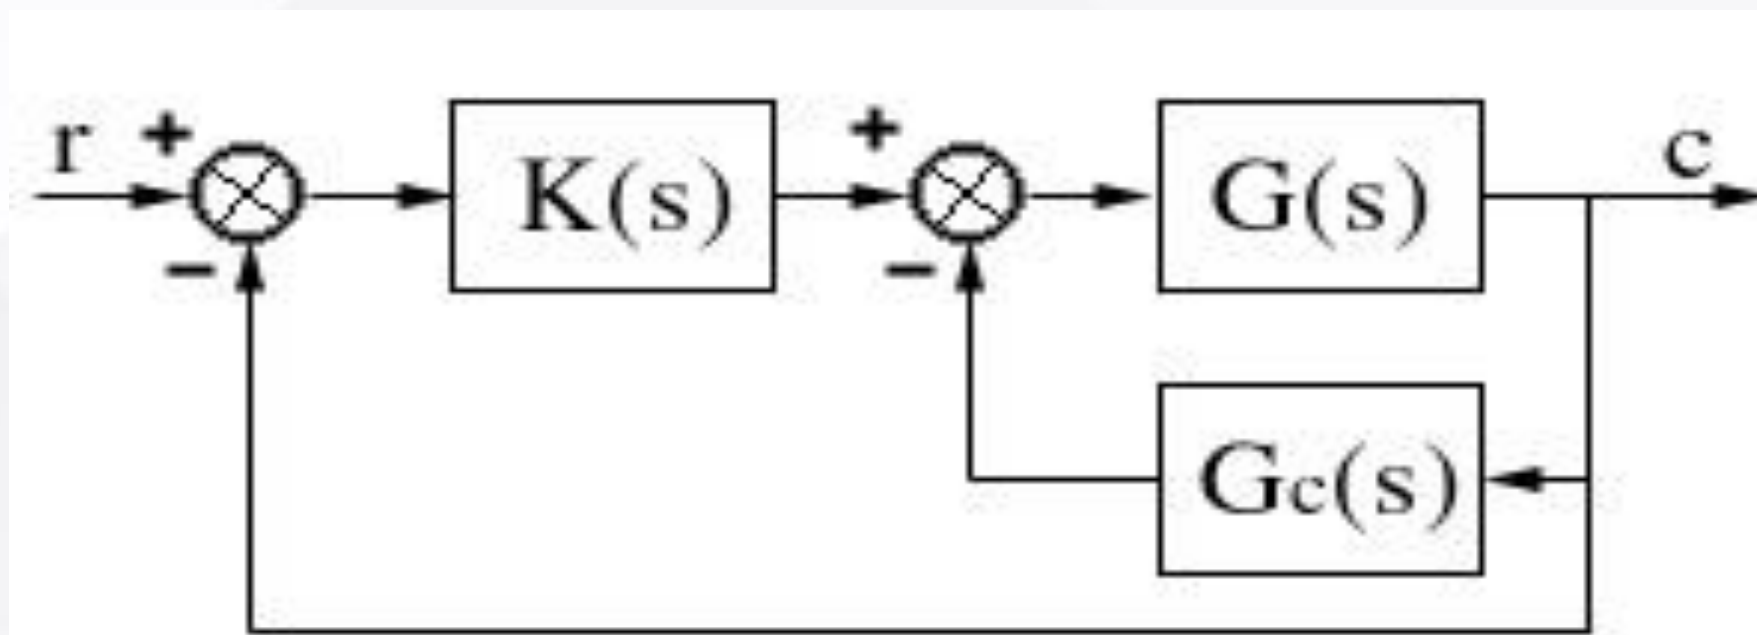 r + K(s) + G(s) c
− −
Gc(s)